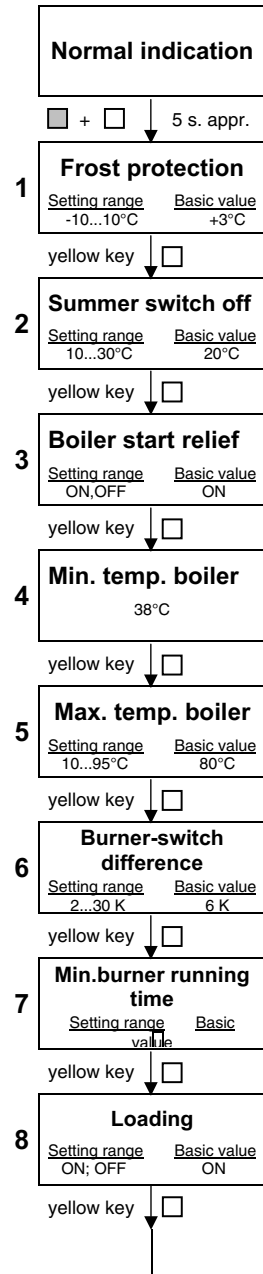 Normal indication
+ 5 s. appr.
1 Frost protection
Setting range Basic value
-10...10°C +3°C
yellow key
2 Summer switch off
Setting range Basic value
10...30°C 20°C
yellow key
3 Boiler start relief
Setting range Basic value
ON,OFF ON
yellow key
4 Min. temp. boiler
38°C
yellow key
5 Max. temp. boiler
Setting range Basic value
10...95°C 80°C
yellow key
6 Burner-switch
difference
Setting range Basic value
2...30 K 6 K
yellow key
7 Min.burner running
time
Setting range Basic
value
yellow key
8 Loading
Setting range Basic value
ON; OFF ON
yellow key